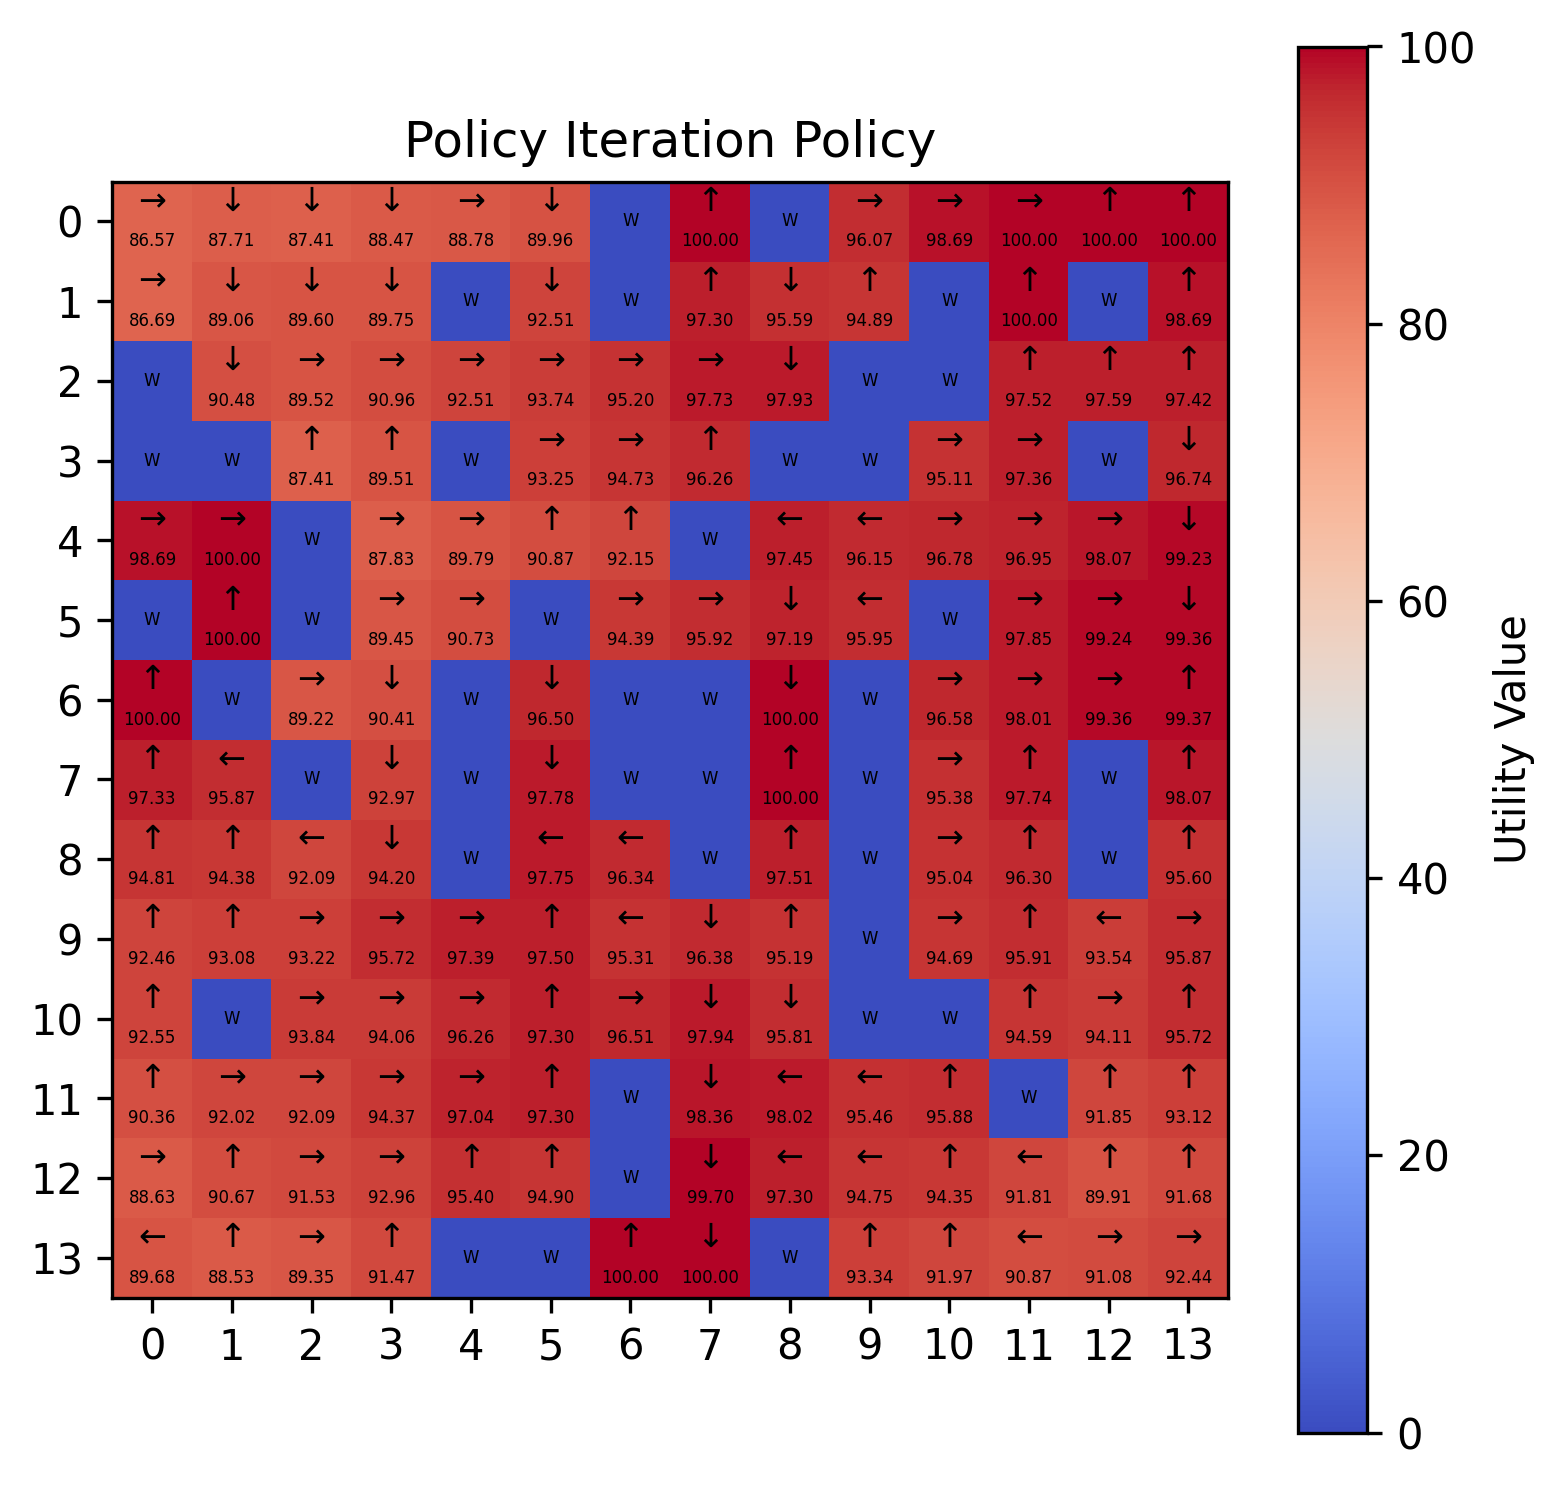 Policy Iteration Policy
0 → ↓ ↓ ↓ → ↓ W ↑ W → → → ↑ ↑
86.57 87.71 87.41 88.47 88.78 89.96 100.00 96.07 98.69 100.00 100.00 100.00
1 → ↓ ↓ ↓ W ↓ W ↑ ↓ ↑ W ↑ W ↑
86.69 89.06 89.60 89.75 92.51 97.30 95.59 94.89 100.00 98.69
2 W ↓ → → → → → → ↓ W W ↑ ↑ ↑
90.48 89.52 90.96 92.51 93.74 95.20 97.73 97.93 97.52 97.59 97.42
3 W W ↑ ↑ W → → ↑ W W → → W ↓
87.41 89.51 93.25 94.73 96.26 95.11 97.36 96.74
4 → → W → → ↑ ↑ W ← ← → → → ↓
98.69 100.00 87.83 89.79 90.87 92.15 97.45 96.15 96.78 96.95 98.07 99.23
5 W ↑ W → → W → → ↓ ← W → → ↓
100.00 89.45 90.73 94.39 95.92 97.19 95.95 97.85 99.24 99.36
6 ↑ W → ↓ W ↓ W W ↓ W → → → ↑
100.00 89.22 90.41 96.50 100.00 96.58 98.01 99.36 99.37
7 ↑ ← W ↓ W ↓ W W ↑ W → ↑ W ↑
97.33 95.87 92.97 97.78 100.00 95.38 97.74 98.07
8 ↑ ↑ ← ↓ W ← ← W ↑ W → ↑ W ↑
94.81 94.38 92.09 94.20 97.75 96.34 97.51 95.04 96.30 95.60
9 ↑ ↑ → → → ↑ ← ↓ ↑ W → ↑ ← →
92.46 93.08 93.22 95.72 97.39 97.50 95.31 96.38 95.19 94.69 95.91 93.54 95.87
10 ↑ W → → → ↑ → ↓ ↓ W W ↑ → ↑
92.55 93.84 94.06 96.26 97.30 96.51 97.94 95.81 94.59 94.11 95.72
11 ↑ → → → → ↑ W ↓ ← ← ↑ W ↑ ↑
90.36 92.02 92.09 94.37 97.04 97.30 98.36 98.02 95.46 95.88 91.85 93.12
12 → ↑ → → ↑ ↑ W ↓ ← ← ↑ ← ↑ ↑
88.63 90.67 91.53 92.96 95.40 94.90 99.70 97.30 94.75 94.35 91.81 89.91 91.68
13 ← ↑ → ↑ W W ↑ ↓ W ↑ ↑ ← → →
89.68 88.53 89.35 91.47 100.00 100.00 93.34 91.97 90.87 91.08 92.44
0 1 2 3 4 5 6 7 8 9 10 11 12 13
100
80
60
40
20
0
Utility Value